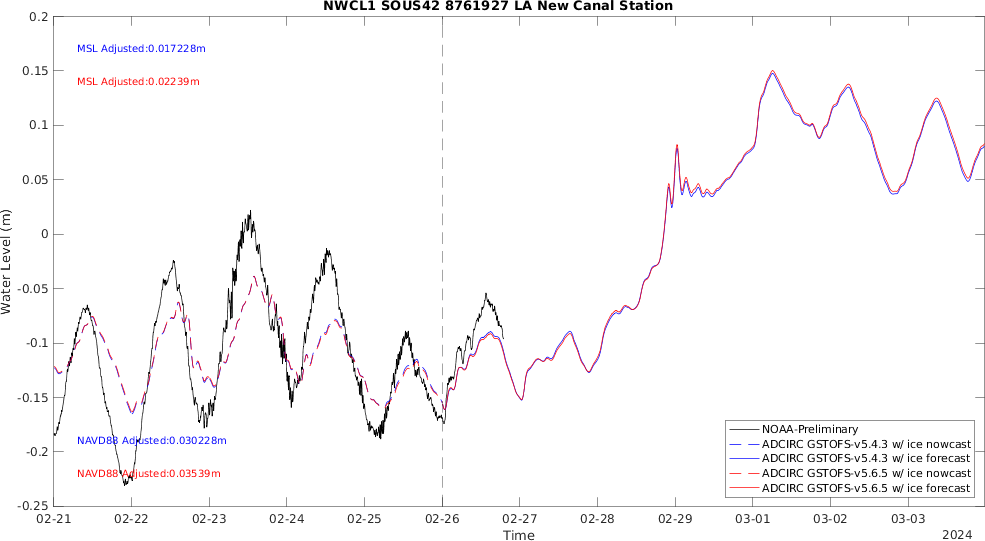 NWCL1 SOUS42 8761927 LA New Canal Station
0.2
0.15
0.1
0.05
0
-0.05
-0.1
-0.15
-0.2
-0.25
Water Level (m)
MSL Adjusted:0.017228m
MSL Adjusted:0.02239m
NAVD88 Adjusted:0.030228m
NAVD88 Adjusted:0.03539m
NOAA-Preliminary
ADCIRC GSTOFS-v5.4.3 w/ ice nowcast
ADCIRC GSTOFS-v5.4.3 w/ ice forecast
ADCIRC GSTOFS-v5.6.5 w/ ice nowcast
ADCIRC GSTOFS-v5.6.5 w/ ice forecast
02-21 02-22 02-23 02-24 02-25 02-26 02-27 02-28 02-29 03-01 03-02 03-03
Time
2024